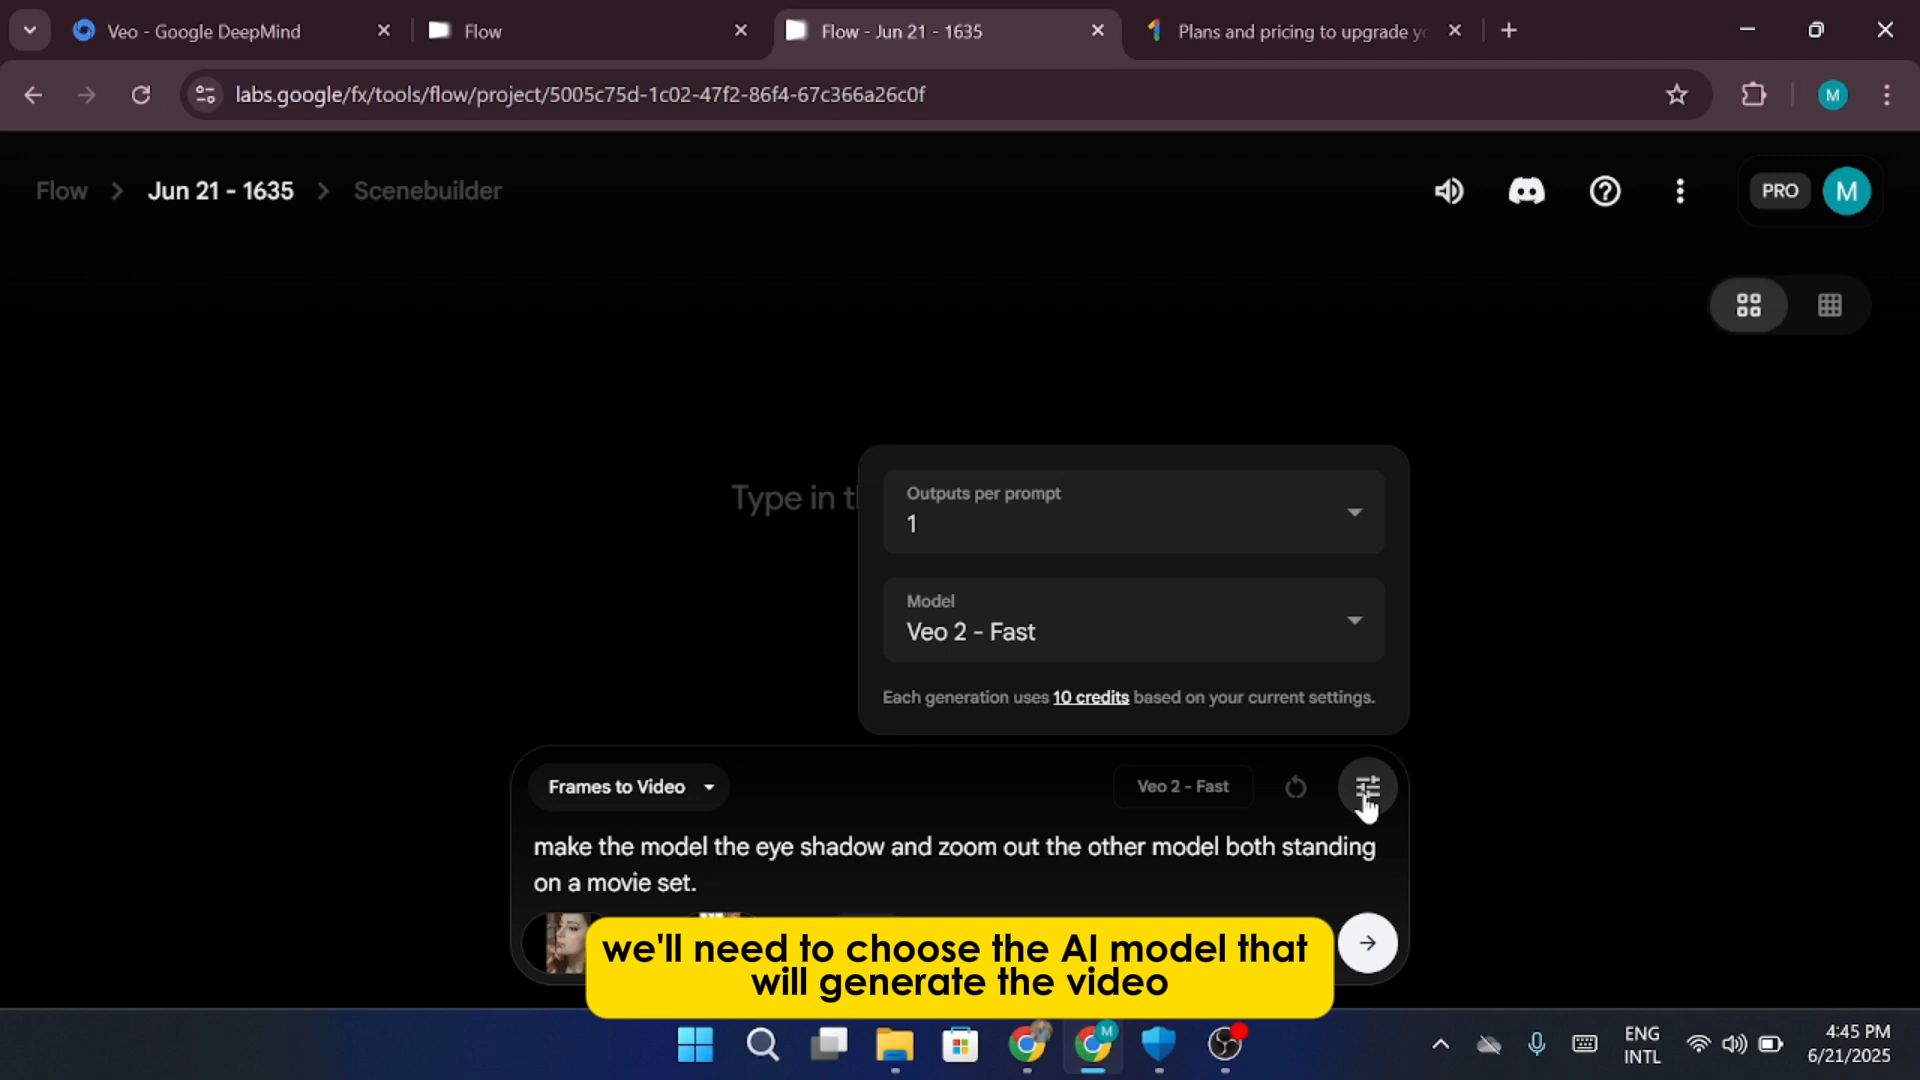 Veo - Google DeepMind
Flow
Flow - Jun 21 - 1635
Plans and pricing to upgrade yo
labs.google/fx/tools/flow/project/5005c75d-1c02-47f2-86f4-67c366a26c0f
M
Flow > Jun 21 - 1635 > Scenebuilder
PRO
M
Outputs per prompt
1
Type in th
Model
Veo 2 - Fast
Each generation uses 10 credits based on your current settings.
Frames to Video
Veo 2 - Fast
make the model the eye shadow and zoom out the other model both standing
on a movie set.
we'll need to choose the AI model that
will generate the video
M
ENG
INTL
4:45 PM
6/21/2025